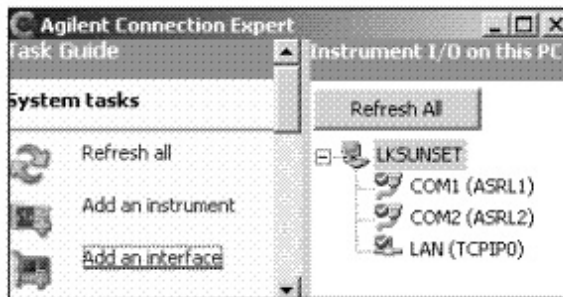 Agilent Connection Expert
Task Guide
System tasks
Refresh all
Add an instrument
Add an interface
Instrument I/O on this PC
Refresh All
LKSUNSET
COM1 (ASRL1)
COM2 (ASRL2)
LAN (TCPIP0)